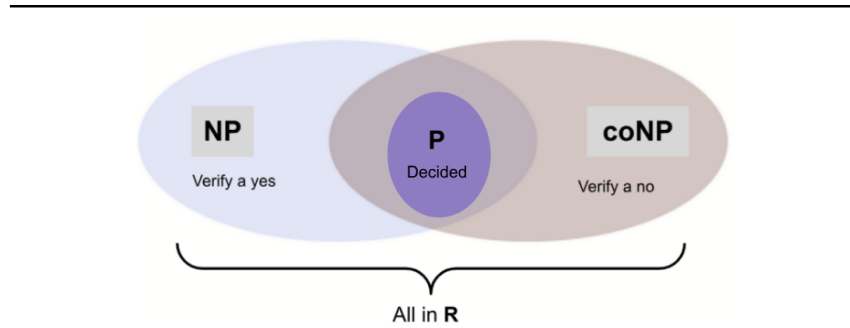 NP
Verify a yes
P
Decided
coNP
Verify a no
All in R